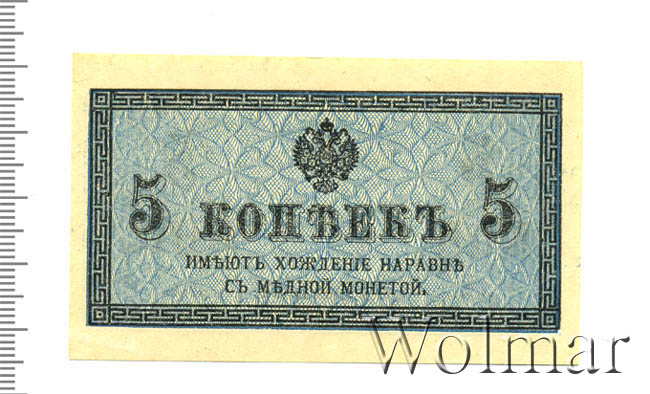 5 КОПѢЕКЪ 5
ИМѢЮТЪ ХОЖДЕНІЕ НАРАВНѢ
СЪ МѢДНОЙ МОНЕТОЙ.
Wolmar